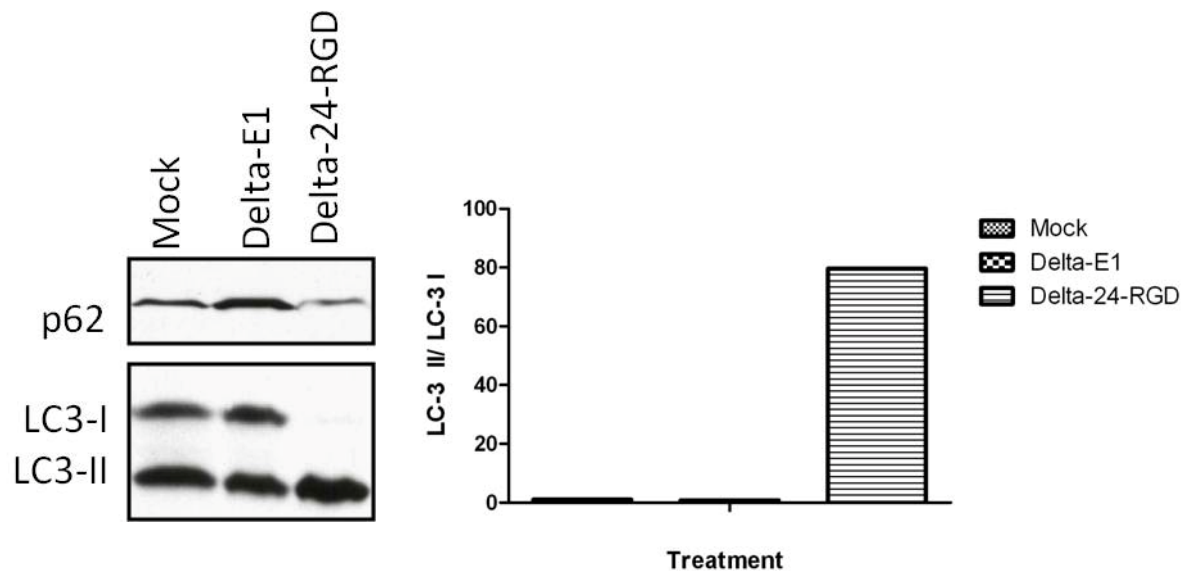 Mock
Delta-E1
Delta-24-RGD
p62
LC3-I
LC3-II
LC-3 II/ LC-3 I
100
80
60
40
20
0
Treatment
Mock
Delta-E1
Delta-24-RGD